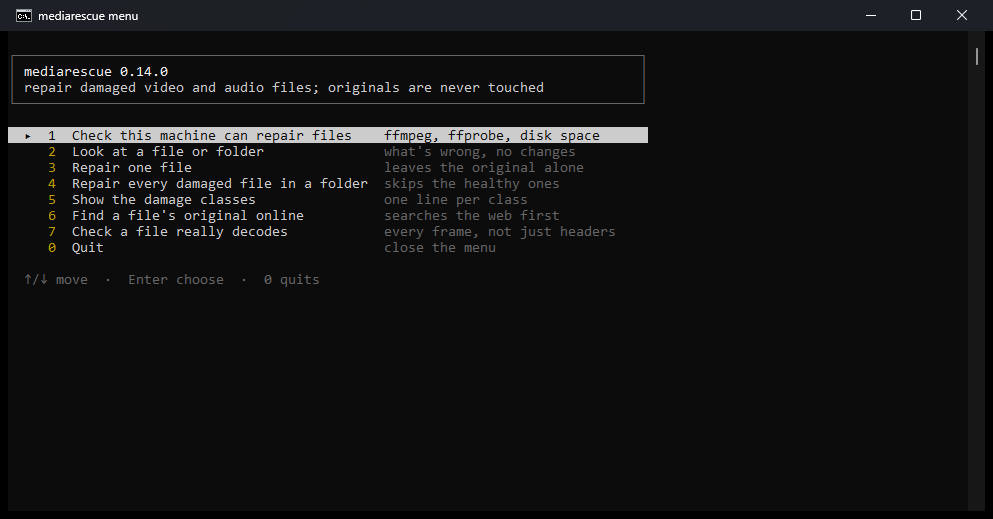 mediarescue menu
mediarescue 0.14.0
repair damaged video and audio files; originals are never touched
▸ 1 Check this machine can repair files ffmpeg, ffprobe, disk space
2 Look at a file or folder what's wrong, no changes
3 Repair one file leaves the original alone
4 Repair every damaged file in a folder skips the healthy ones
5 Show the damage classes one line per class
6 Find a file's original online searches the web first
7 Check a file really decodes every frame, not just headers
0 Quit close the menu
↑/↓ move · Enter choose · 0 quits